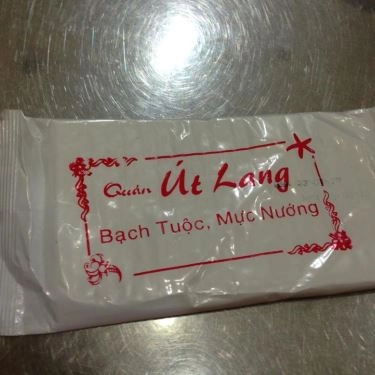 Quán Út Lang
Bạch Tuộc, Mực Nướng